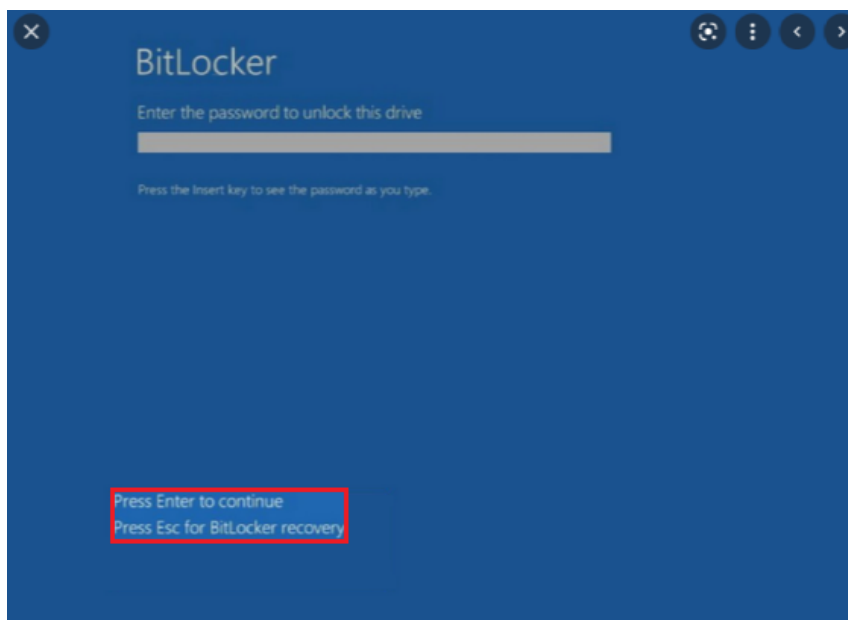 BitLocker
Enter the password to unlock this drive
Press the Insert key to see the password as you type.
Press Enter to continue
Press Esc for BitLocker recovery